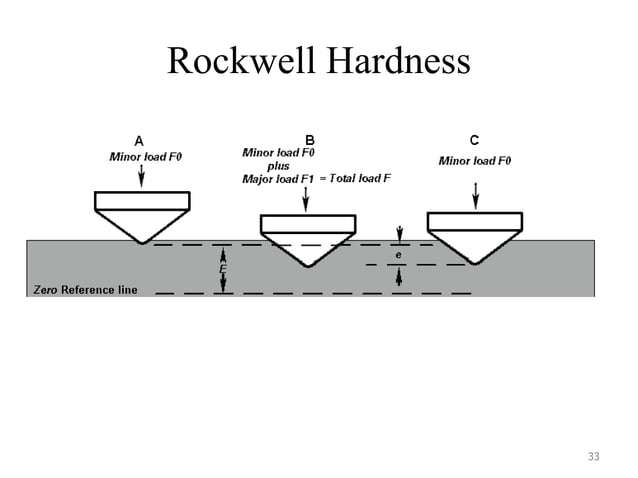 Rockwell Hardness
A
Minor load F0
B
Minor load F0
plus
Major load F1 = Total load F
C
Minor load F0
E
e
Zero Reference line
33